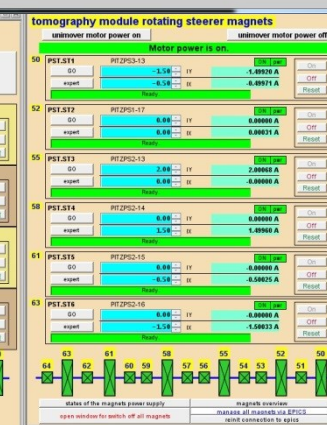 tomography module rotating steerer magnets
unimover motor power on unimover motor power off
Motor power is on.
50 PST.ST1 PITZPS3-13 ON par
GO -1.50 IY -1.49920 A On
expert -0.50 IX -0.49971 A Off
Ready. Reset
52 PST.ST2 PITZPS1-17 ON par
GO 0.00 IY 0.00000 A On
expert 0.00 IX 0.00031 A Off
Ready. Reset
55 PST.ST3 PITZPS2-13 ON par
GO 2.00 IY 2.00068 A On
expert 0.00 IX -0.00000 A Off
Ready. Reset
58 PST.ST4 PITZPS2-14 ON par
GO 0.00 IY 0.00000 A On
expert 1.50 IX 1.49960 A Off
Ready. Reset
61 PST.ST5 PITZPS2-15 ON par
GO 0.00 IY -0.00000 A On
expert -0.50 IX -0.50025 A Off
Ready. Reset
63 PST.ST6 PITZPS2-16 ON par
GO 0.00 IY -0.00000 A On
expert -1.50 IX -1.50033 A Off
Ready. Reset
63 61 58 55 52 50
64 62 60 59 57 56 54 53 51
states of the magnets power supply magnets overview
open window for switch off all magnets manage all magnets via EPICS
reinit connection to epics